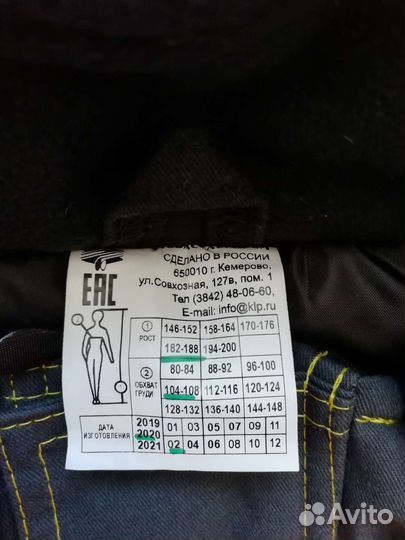 СДЕЛАНО В РОССИИ
650010 г. Кемерово,
ул.Совхозная, 127в, пом. 1
Тел (3842) 48-06-60,
E-mail: info@klp.ru
EAC
1 РОСТ
146-152 158-164 170-176
182-188 194-200
2 ОБХВАТ ГРУДИ
80-84 88-92 96-100
104-108 112-116 120-124
128-132 136-140 144-148
ДАТА ИЗГОТОВЛЕНИЯ
2019 2020 2021
01 03 05 07 09 11
02 04 06 08 10 12
1
2
Avito